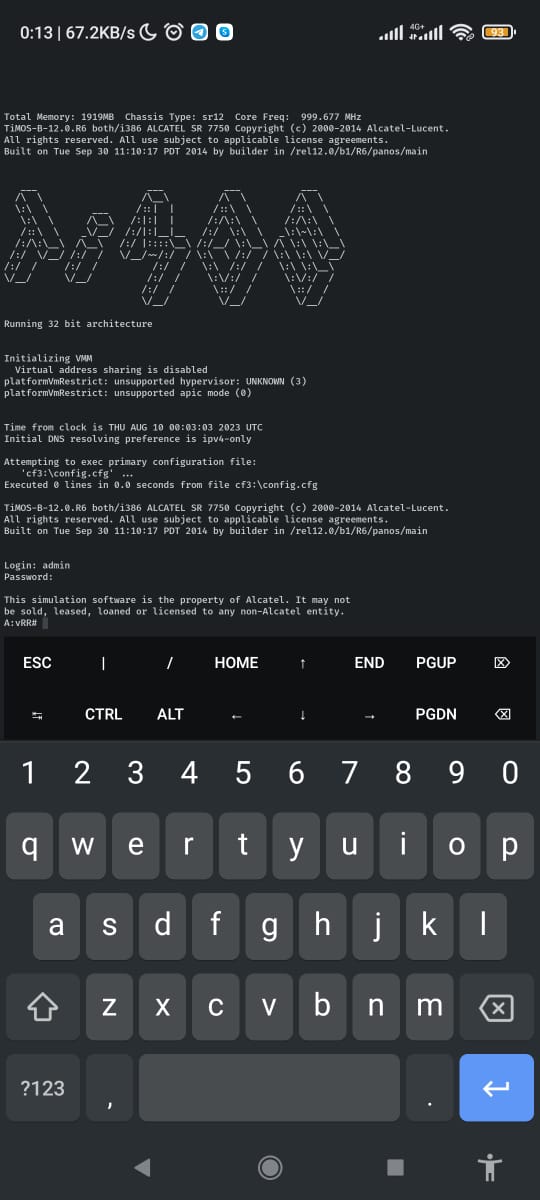 0:13 | 67.2KB/s 4G+ 93
Total Memory: 1919MB  Chassis Type: sr12  Core Freq:  999.677 MHz
TiMOS-B-12.0.R6 both/i386 ALCATEL SR 7750 Copyright (c) 2000-2014 Alcatel-Lucent.
All rights reserved. All use subject to applicable license agreements.
Built on Tue Sep 30 11:10:17 PDT 2014 by builder in /rel12.0/b1/R6/panos/main
Running 32 bit architecture
Initializing VMM
  Virtual address sharing is disabled
platformVmRestrict: unsupported hypervisor: UNKNOWN (3)
platformVmRestrict: unsupported apic mode (0)
Time from clock is THU AUG 10 00:03:03 2023 UTC
Initial DNS resolving preference is ipv4-only
Attempting to exec primary configuration file:
   'cf3:\config.cfg' ...
Executed 0 lines in 0.0 seconds from file cf3:\config.cfg
TiMOS-B-12.0.R6 both/i386 ALCATEL SR 7750 Copyright (c) 2000-2014 Alcatel-Lucent.
All rights reserved. All use subject to applicable license agreements.
Built on Tue Sep 30 11:10:17 PDT 2014 by builder in /rel12.0/b1/R6/panos/main
Login: admin
Password:
This simulation software is the property of Alcatel. It may not
be sold, leased, loaned or licensed to any non-Alcatel entity.
A:vRR#
ESC | / HOME ↑ END PGUP
CTRL ALT ← ↓ → PGDN
1 2 3 4 5 6 7 8 9 0
q w e r t y u i o p
a s d f g h j k l
z x c v b n m
?123 , .